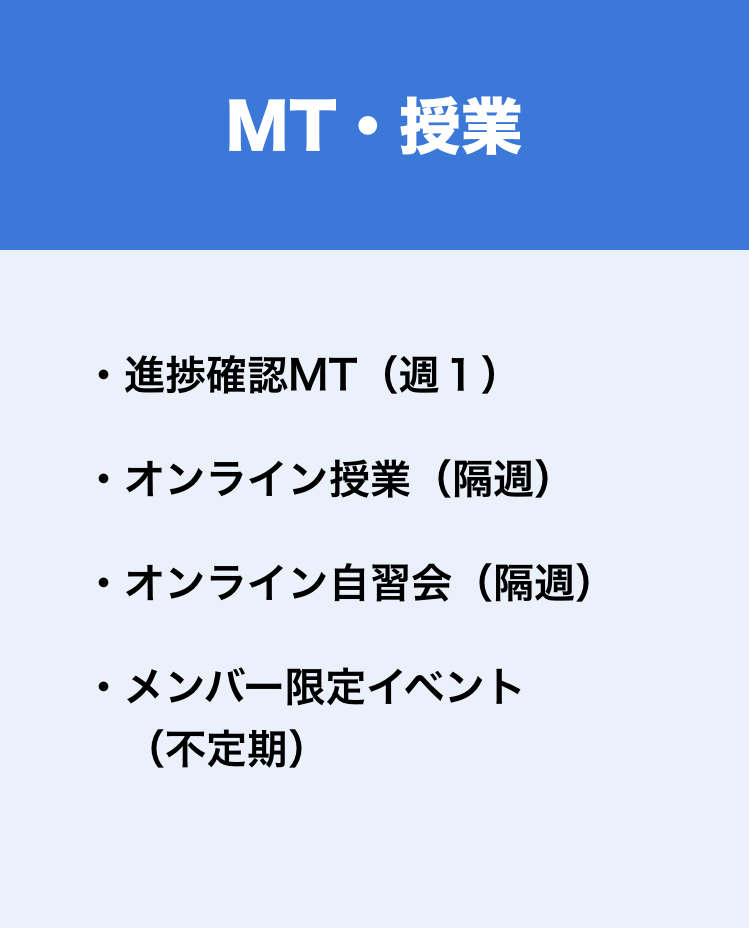 MT・授業
・進捗確認MT（週１）
・オンライン授業（隔週）
・オンライン自習会（隔週）
・メンバー限定イベント
（不定期）